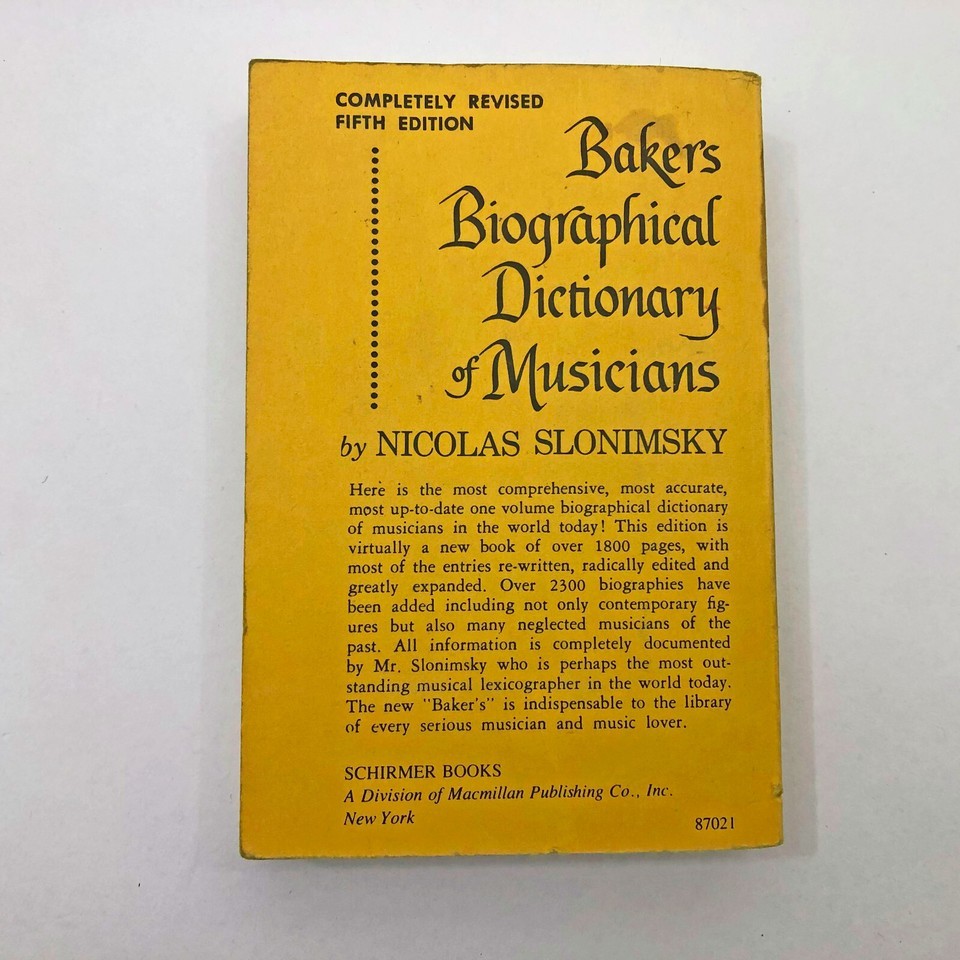 COMPLETELY REVISED
FIFTH EDITION
Bakers
Biographical
Dictionary
of Musicians
by NICOLAS SLONIMSKY
Here is the most comprehensive, most accurate,
most up-to-date one volume biographical dictionary
of musicians in the world today! This edition is
virtually a new book of over 1800 pages, with
most of the entries re-written, radically edited and
greatly expanded. Over 2300 biographies have
been added including not only contemporary fig-
ures but also many neglected musicians of the
past. All information is completely documented
by Mr. Slonimsky who is perhaps the most out-
standing musical lexicographer in the world today.
The new "Baker's" is indispensable to the library
of every serious musician and music lover.
SCHIRMER BOOKS
A Division of Macmillan Publishing Co., Inc.
New York
87021